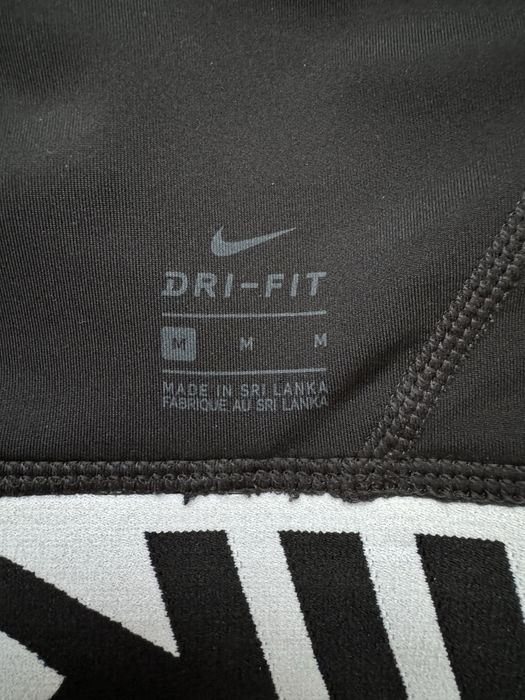 DRI-FIT
M M M
MADE IN SRI LANKA
FABRIQUE AU SRI LANKA